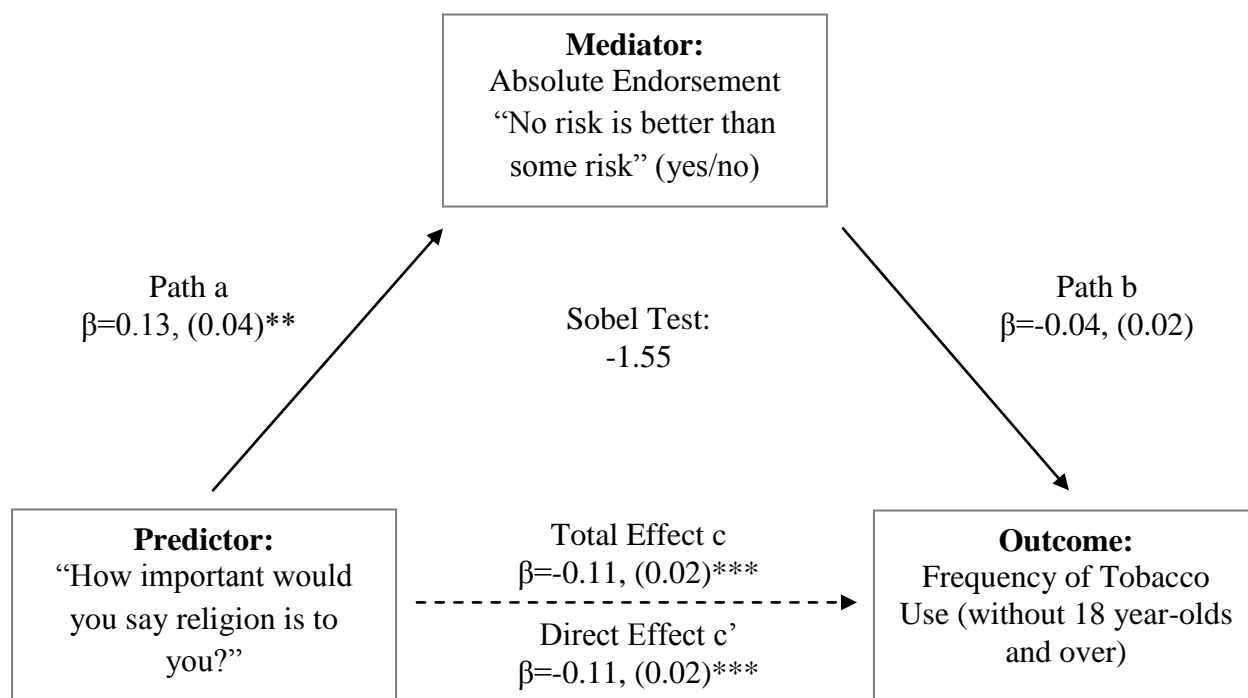 Mediator:
Absolute Endorsement
“No risk is better than
some risk” (yes/no)
Path a
β=0.13, (0.04)**
Sobel Test:
-1.55
Path b
β=-0.04, (0.02)
Predictor:
“How important would
you say religion is to
you?”
Total Effect c
β=-0.11, (0.02)***
Direct Effect c’
β=-0.11, (0.02)***
Outcome:
Frequency of Tobacco
Use (without 18 year-olds
and over)